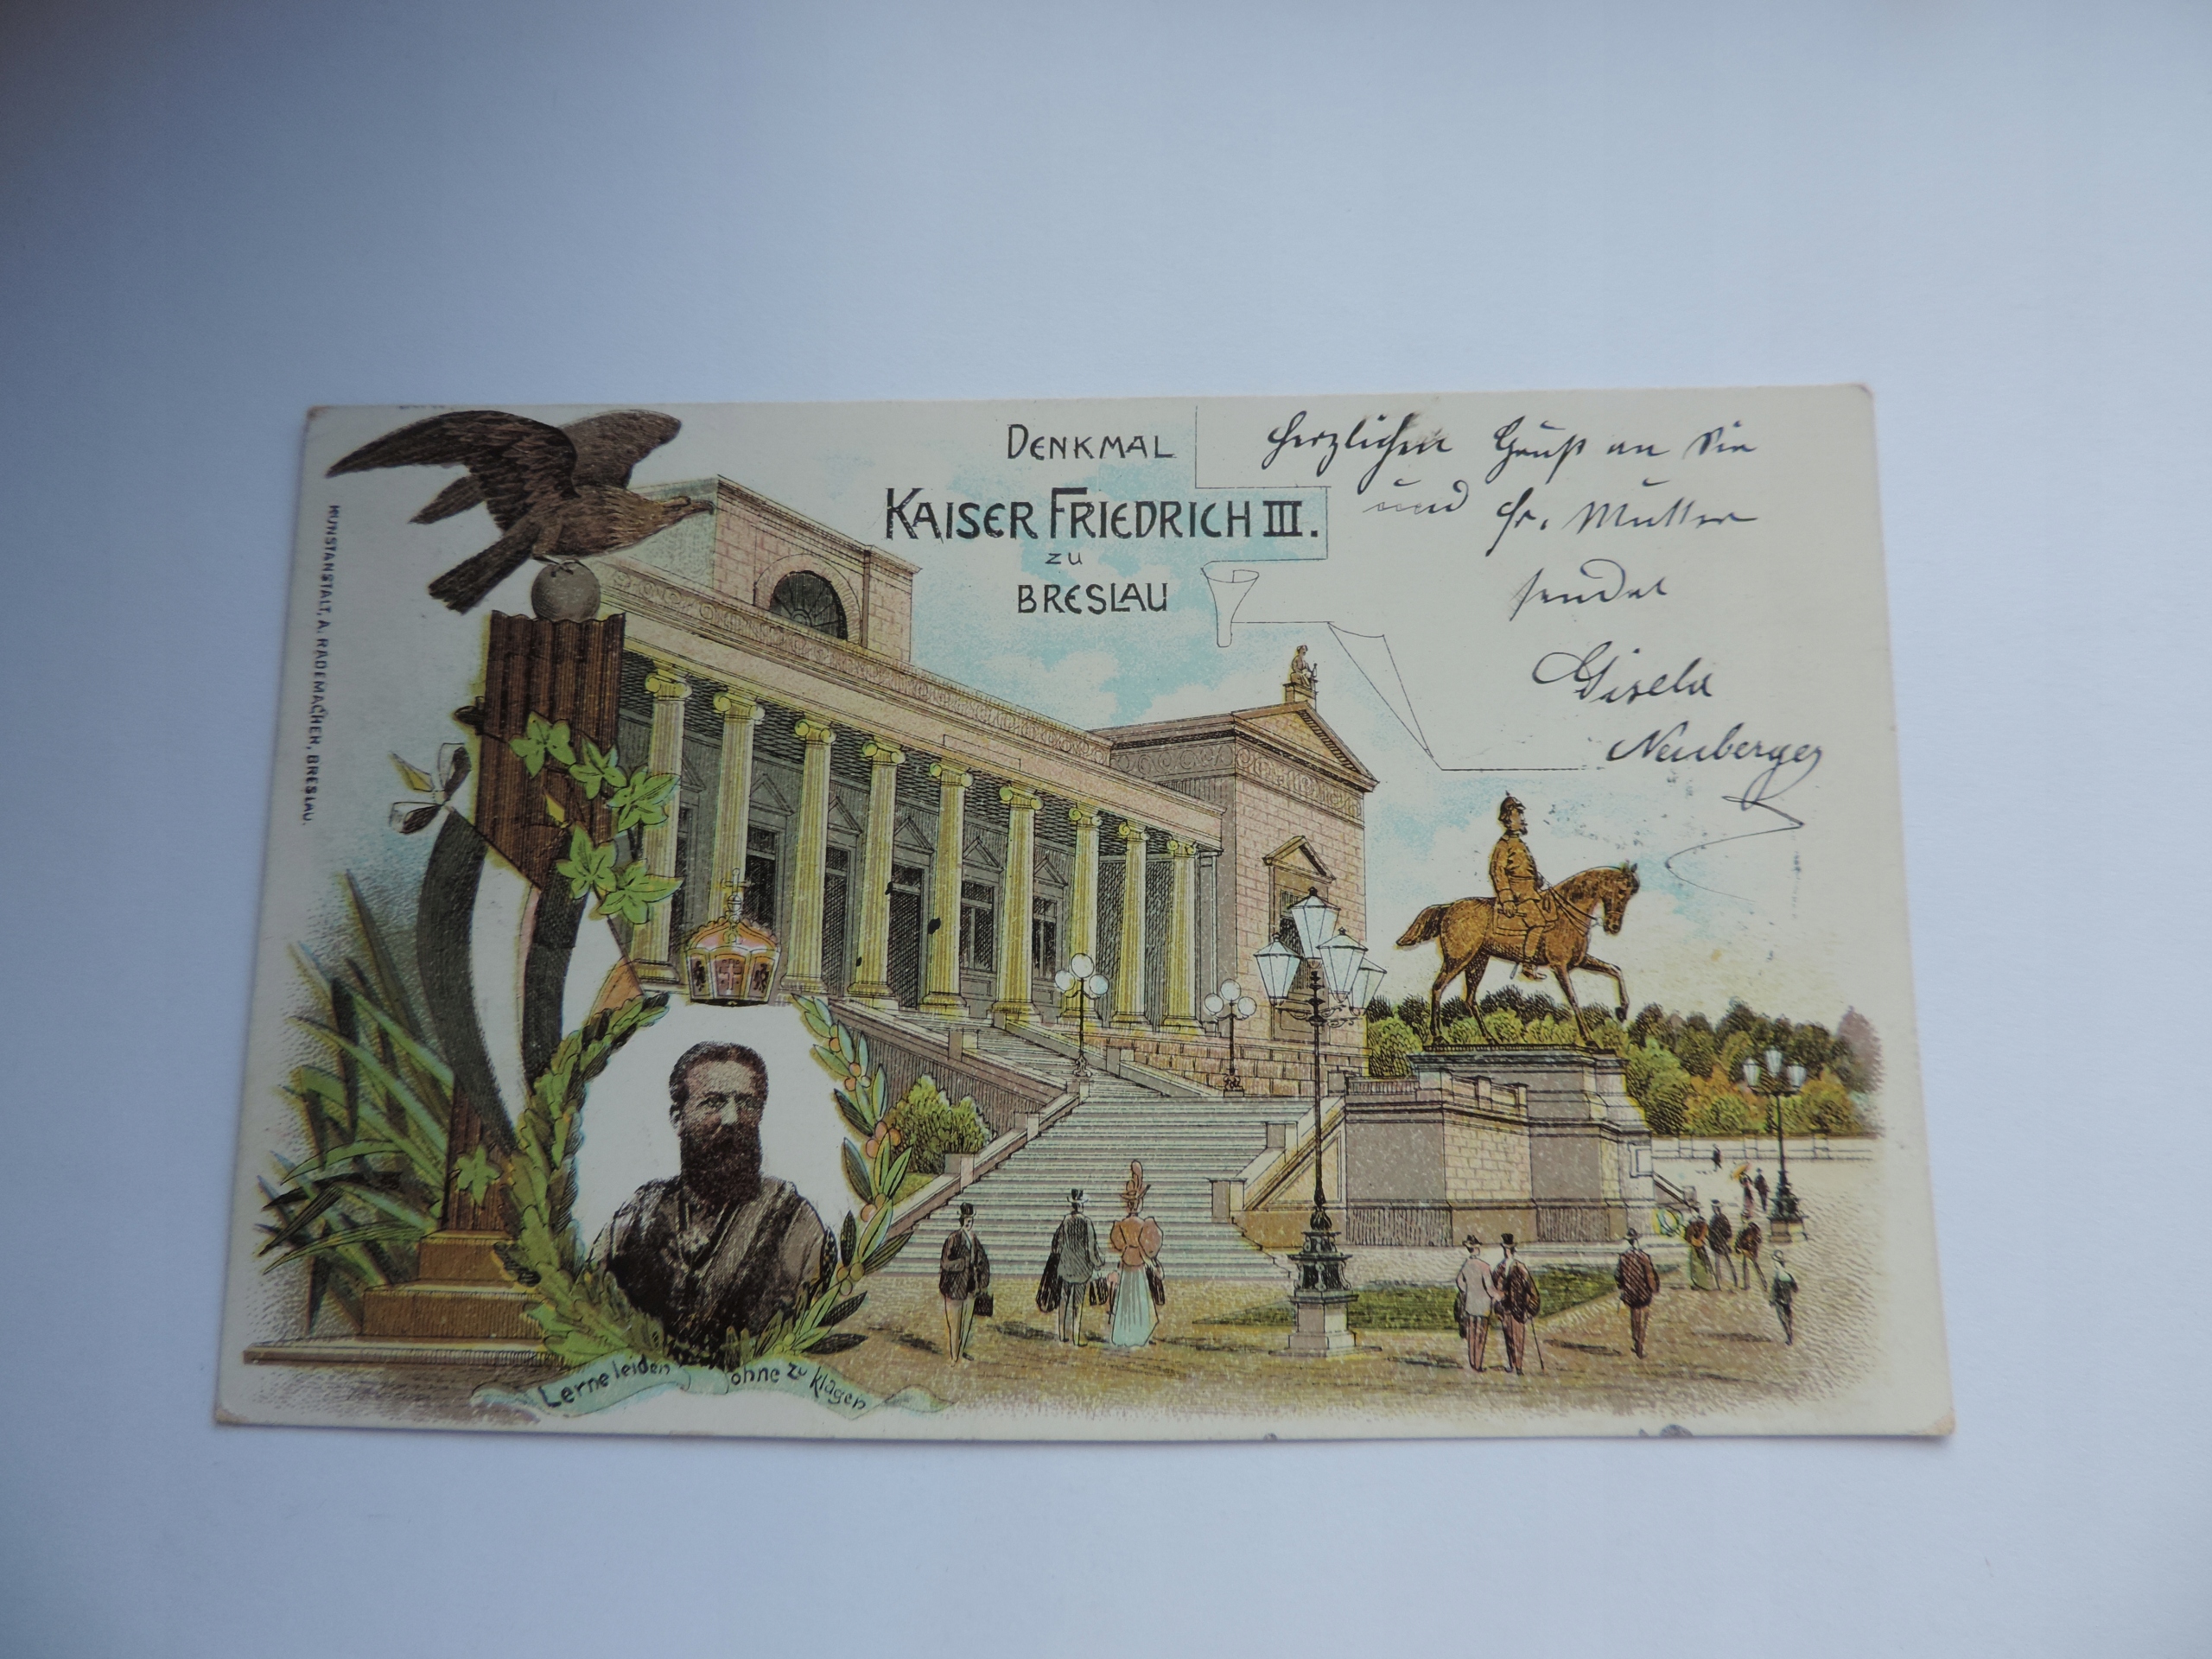 DENKMAL
KAISER FRIEDRICH III.
ZU
BRESLAU
Herzlichen Gruß an Sie
und Fr. Mutter
sendet
Gisela
Neuberger
KUNSTANSTALT, A. RADEMACHER, BRESLAU.
Lerne leiden ohne zu klagen